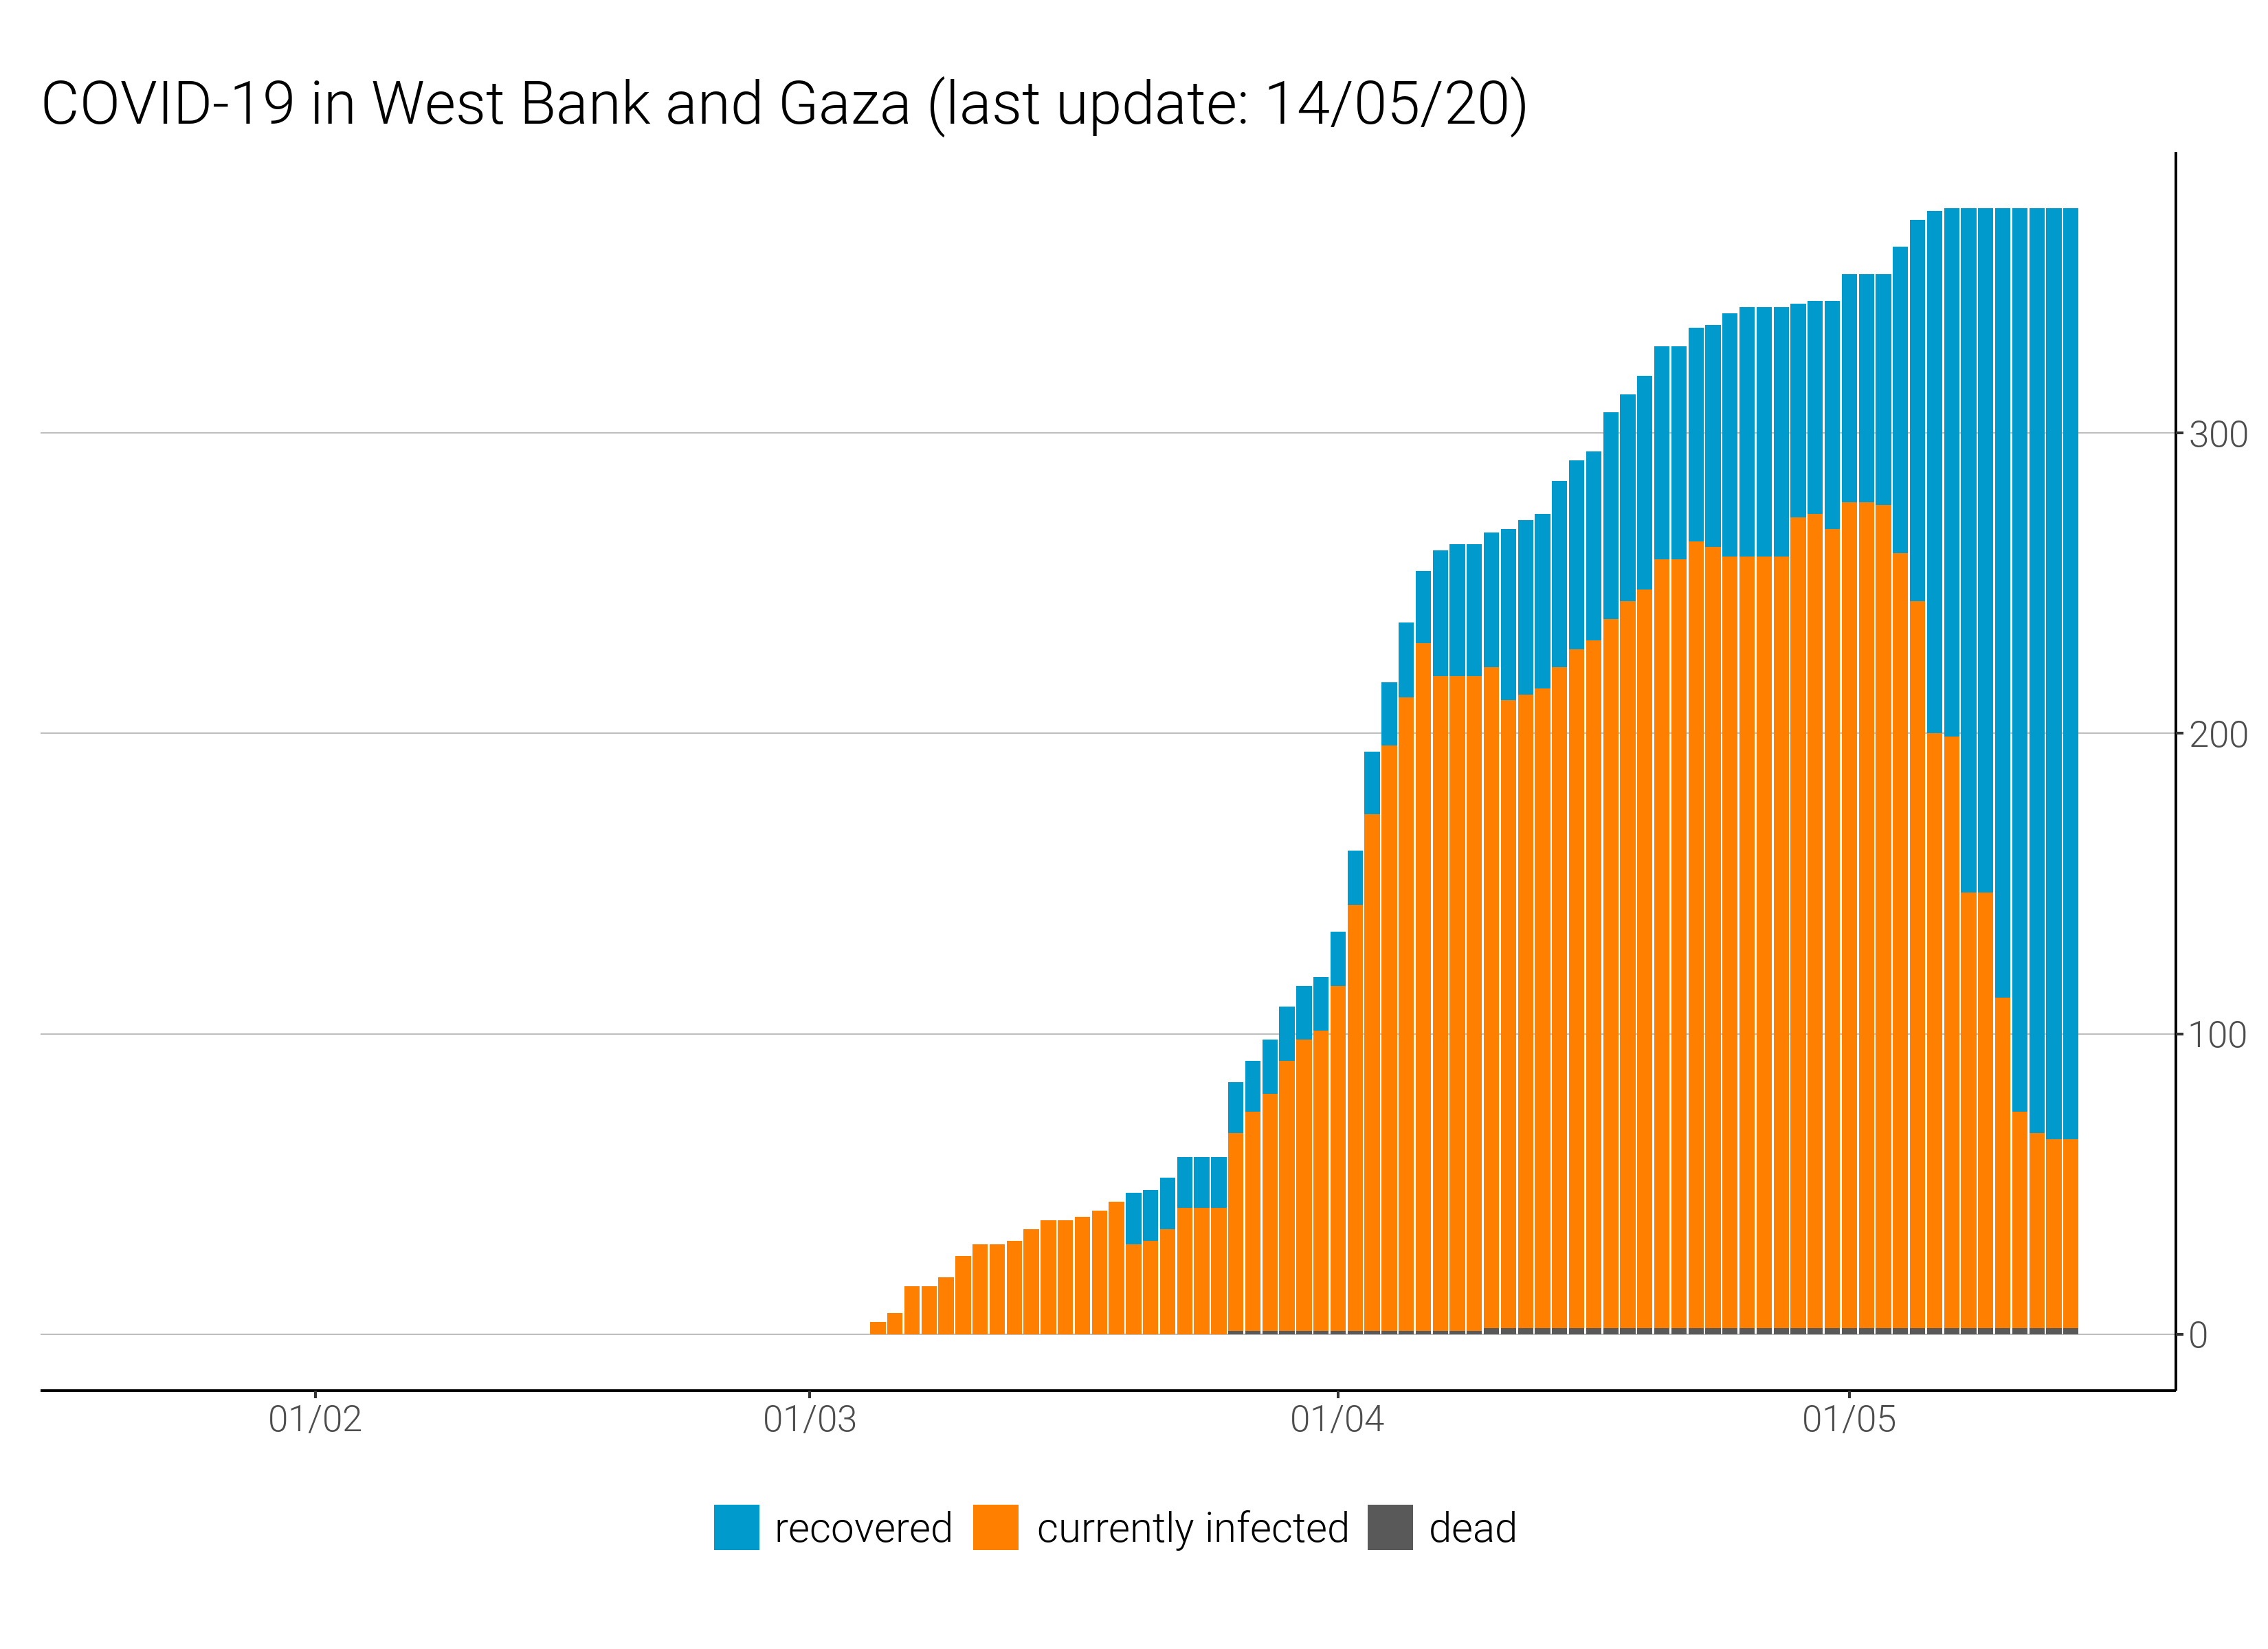 COVID-19 in West Bank and Gaza (last update: 14/05/20)
300
200
100
0
01/02 01/03 01/04 01/05
recovered currently infected dead